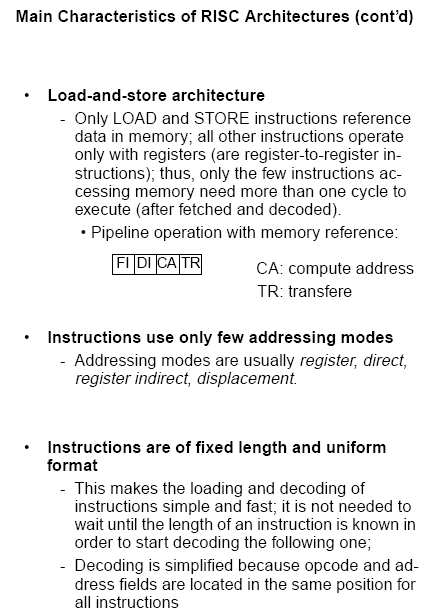 Main Characteristics of RISC Architectures (cont'd)
• Load-and-store architecture
- Only LOAD and STORE instructions reference
data in memory; all other instructions operate
only with registers (are register-to-register in-
structions); thus, only the few instructions ac-
cessing memory need more than one cycle to
execute (after fetched and decoded).
• Pipeline operation with memory reference:
FI DI CA TR
CA: compute address
TR: transfere
• Instructions use only few addressing modes
- Addressing modes are usually register, direct,
register indirect, displacement.
• Instructions are of fixed length and uniform
format
- This makes the loading and decoding of
instructions simple and fast; it is not needed to
wait until the length of an instruction is known in
order to start decoding the following one;
- Decoding is simplified because opcode and ad-
dress fields are located in the same position for
all instructions